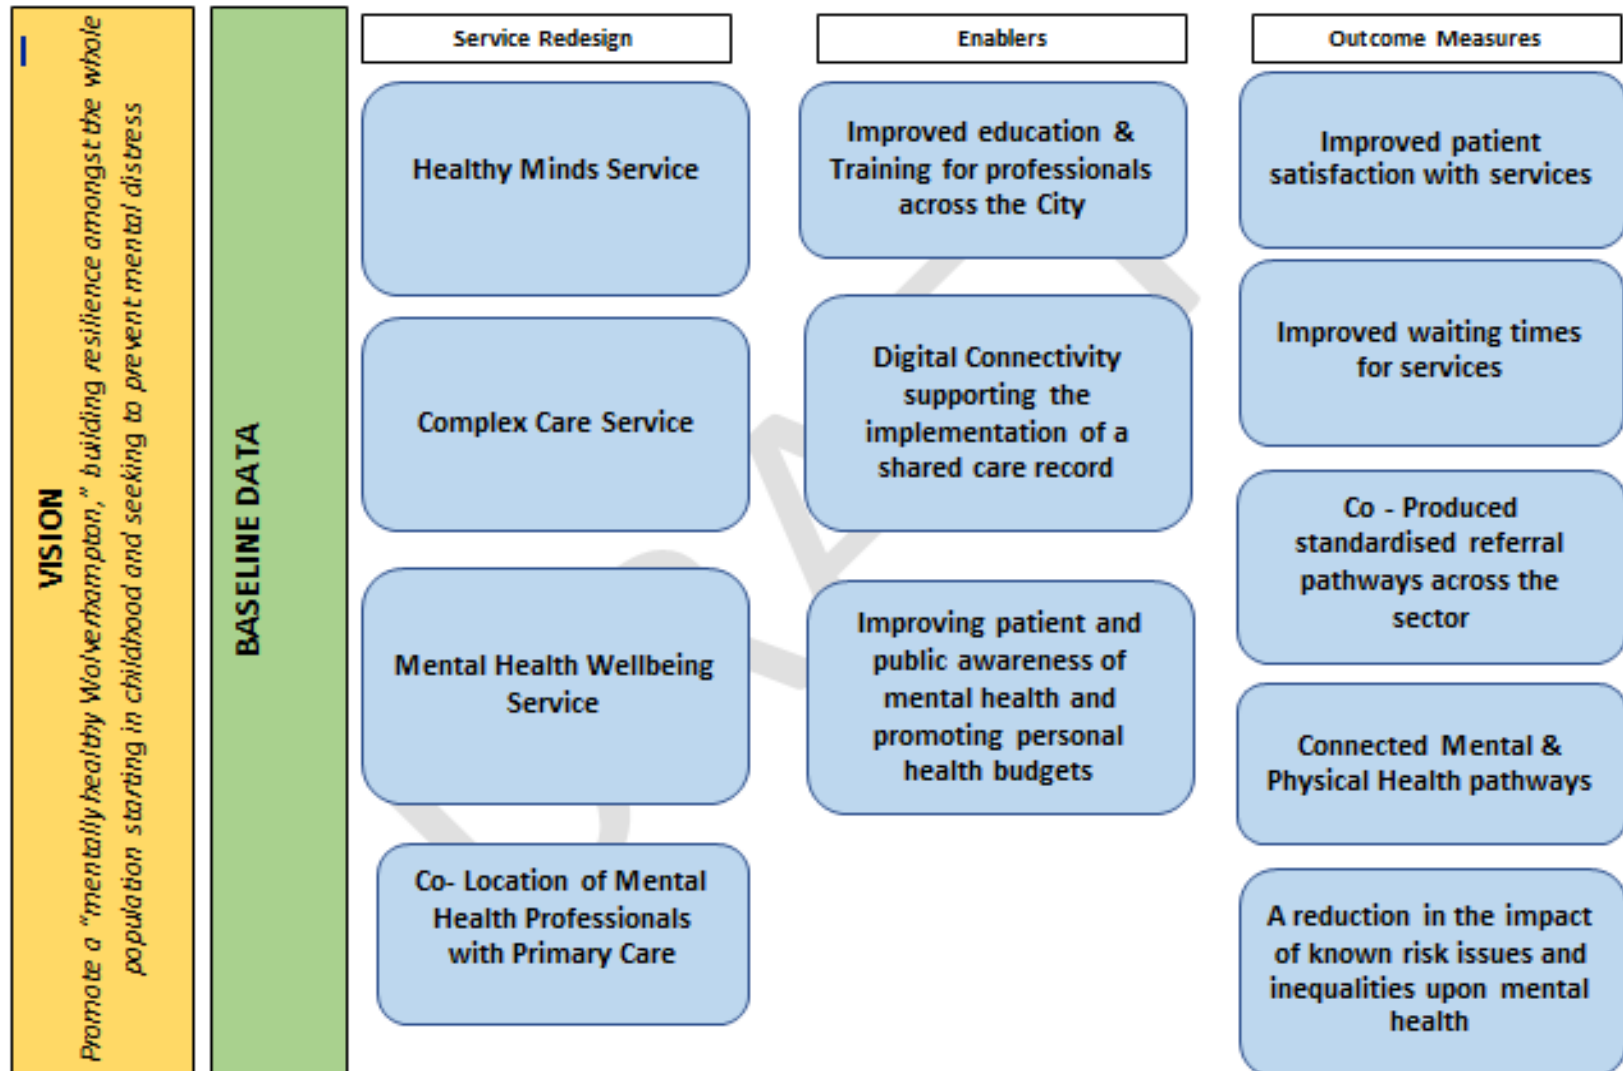 VISION
Promote a “mentally healthy Wolverhampton,” building resilience amongst the whole
population starting in childhood and seeking to prevent mental distress
BASELINE DATA
Service Redesign
Healthy Minds Service
Complex Care Service
Mental Health Wellbeing
Service
Co- Location of Mental
Health Professionals
with Primary Care
Enablers
Improved education &
Training for professionals
across the City
Digital Connectivity
supporting the
implementation of a
shared care record
Improving patient and
public awareness of
mental health and
promoting personal
health budgets
Outcome Measures
Improved patient
satisfaction with services
Improved waiting times
for services
Co - Produced
standardised referral
pathways across the
sector
Connected Mental &
Physical Health pathways
A reduction in the impact
of known risk issues and
inequalities upon mental
health
DRAFT